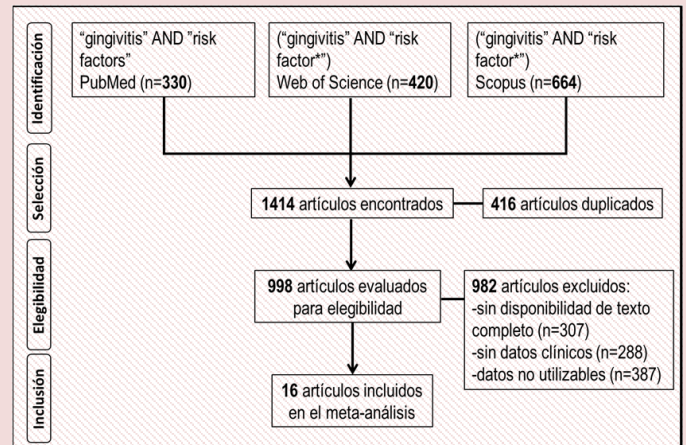 Identificación
"gingivitis" AND "risk
factors"
PubMed (n=330)
("gingivitis" AND "risk
factor*")
Web of Science (n=420)
("gingivitis" AND "risk
factor*")
Scopus (n=664)
Selección
1414 artículos encontrados
416 artículos duplicados
Elegibilidad
998 artículos evaluados
para elegibilidad
982 artículos excluidos:
-sin disponibilidad de texto
completo (n=307)
-sin datos clínicos (n=288)
-datos no utilizables (n=387)
Inclusión
16 artículos incluidos
en el meta-análisis